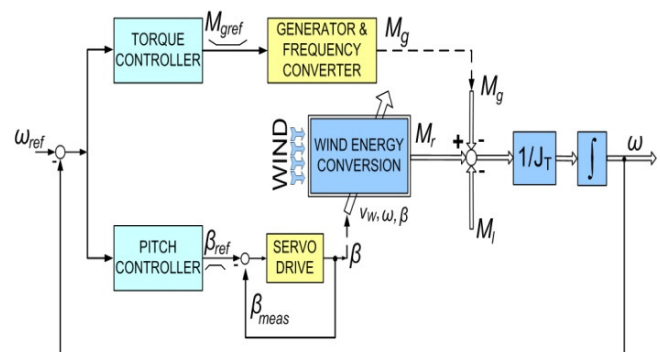 TORQUE
CONTROLLER
M_gref
GENERATOR &
FREQUENCY
CONVERTER
M_g
M_g
ω_ref
-
WIND
WIND ENERGY
CONVERSION
M_r
+
-
-
1/J_T
∫
ω
v_W, ω, β
M_l
PITCH
CONTROLLER
β_ref
-
SERVO
DRIVE
β
β_meas